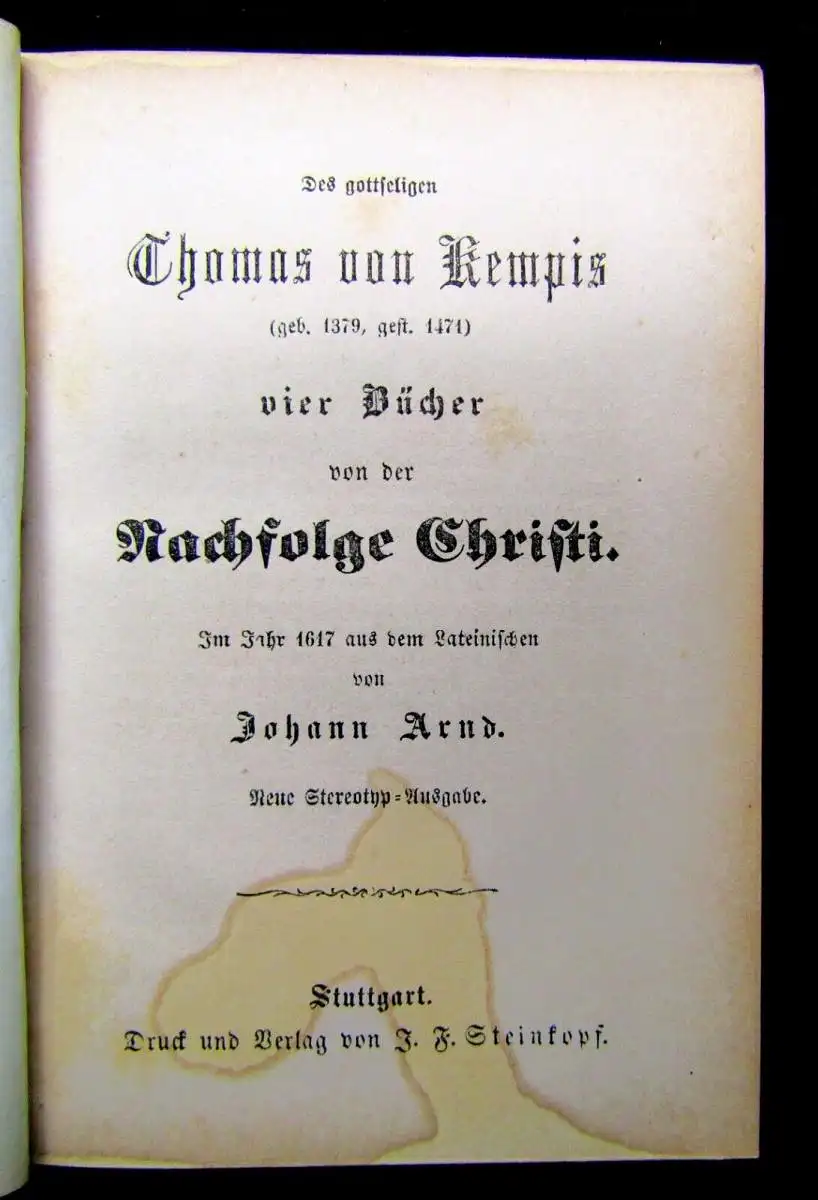 Des gottseligen
Thomas von Kempis
(geb. 1379, gest. 1471)
vier Bücher
von der
Nachfolge Christi.
Im Jahr 1617 aus dem Lateinischen
von
Johann Arnd.
Neue Stereotyp=Ausgabe.
Stuttgart.
Druck und Verlag von J. F. Steinkopf.